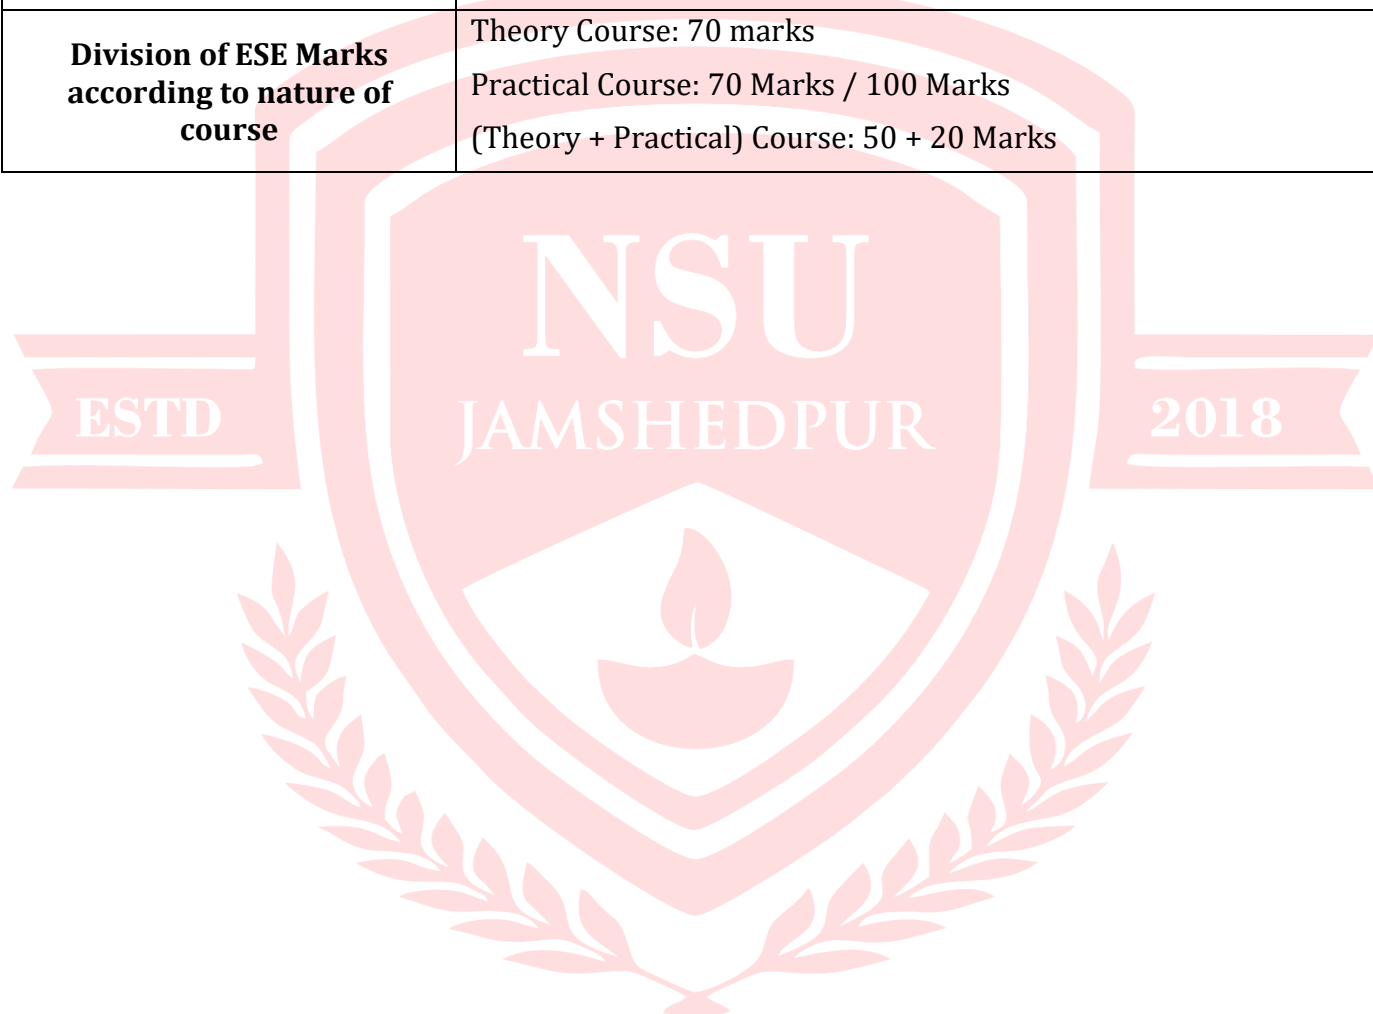 Division of ESE Marks
according to nature of
course
Theory Course: 70 marks
Practical Course: 70 Marks / 100 Marks
(Theory + Practical) Course: 50 + 20 Marks
NSU
JAMSHEDPUR
ESTD
2018